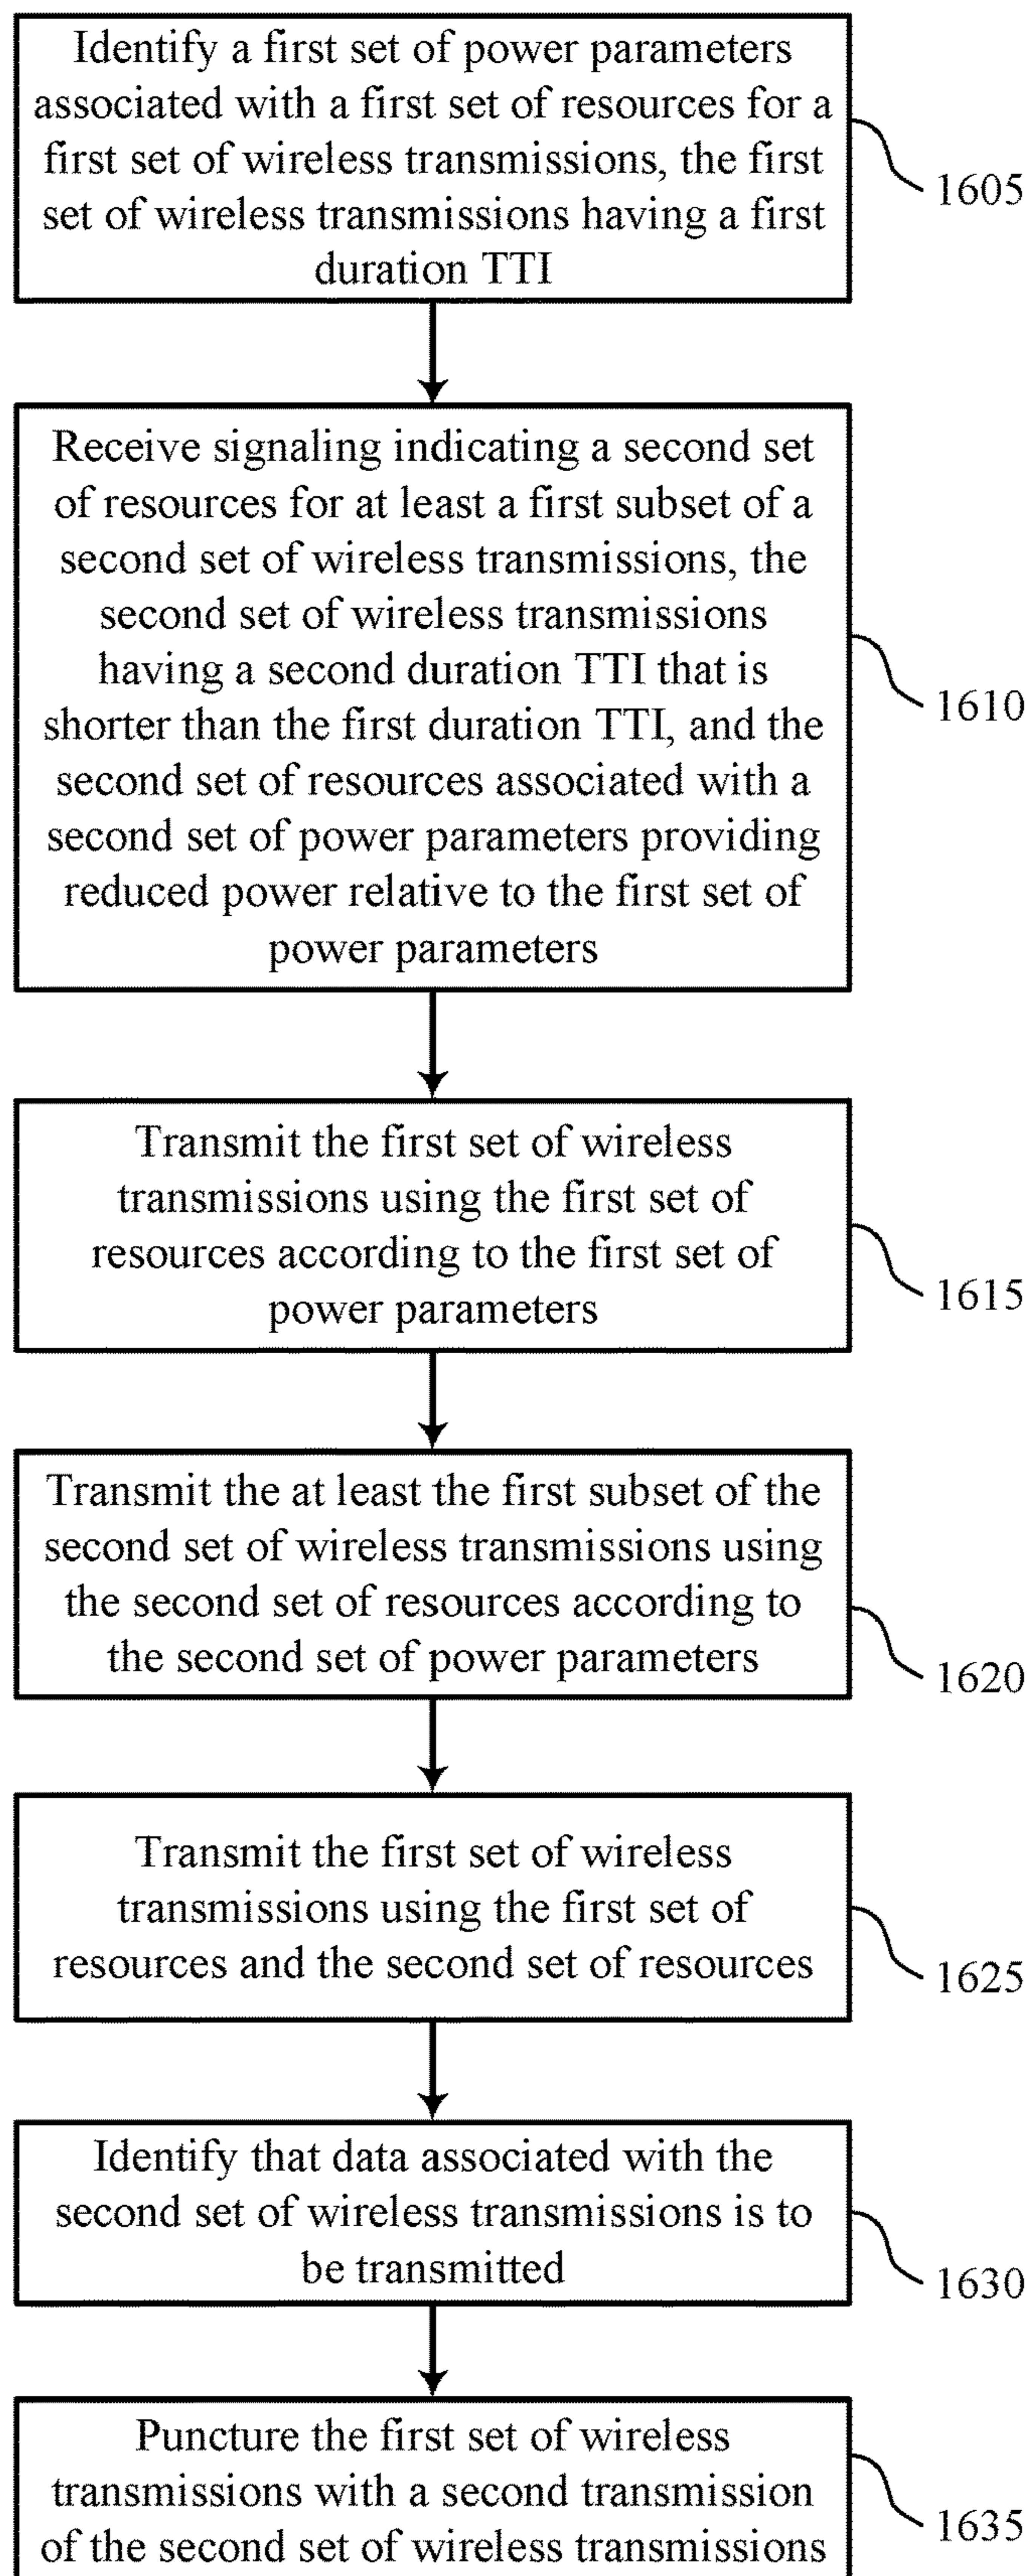 Identify a first set of power parameters
associated with a first set of resources for a
first set of wireless transmissions, the first
set of wireless transmissions having a first
duration TTI
1605
Receive signaling indicating a second set
of resources for at least a first subset of a
second set of wireless transmissions, the
second set of wireless transmissions
having a second duration TTI that is
shorter than the first duration TTI, and the
second set of resources associated with a
second set of power parameters providing
reduced power relative to the first set of
power parameters
1610
Transmit the first set of wireless
transmissions using the first set of
resources according to the first set of
power parameters
1615
Transmit the at least the first subset of the
second set of wireless transmissions using
the second set of resources according to
the second set of power parameters
1620
Transmit the first set of wireless
transmissions using the first set of
resources and the second set of resources
1625
Identify that data associated with the
second set of wireless transmissions is to
be transmitted
1630
Puncture the first set of wireless
transmissions with a second transmission
of the second set of wireless transmissions
1635